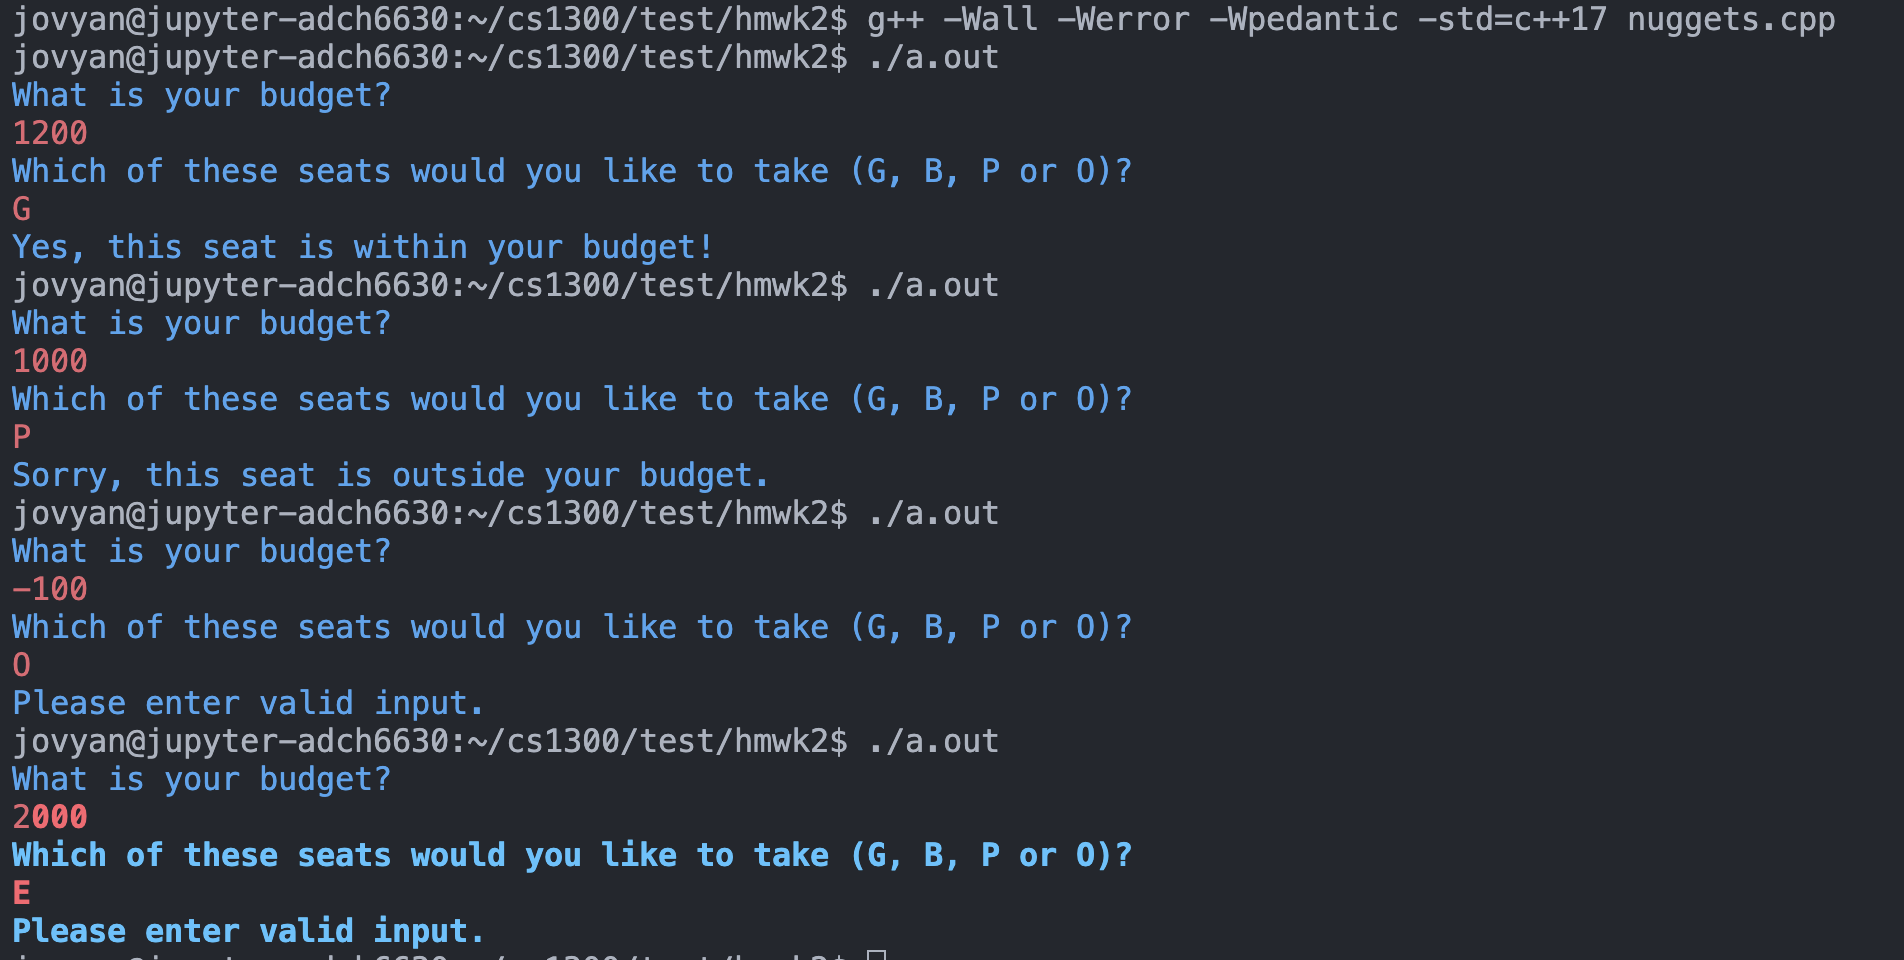 jovyan@jupyter-adch6630:~/cs1300/test/hmwk2$ g++ -Wall -Werror -Wpedantic -std=c++17 nuggets.cpp
jovyan@jupyter-adch6630:~/cs1300/test/hmwk2$ ./a.out
What is your budget?
1200
Which of these seats would you like to take (G, B, P or O)?
G
Yes, this seat is within your budget!
jovyan@jupyter-adch6630:~/cs1300/test/hmwk2$ ./a.out
What is your budget?
1000
Which of these seats would you like to take (G, B, P or O)?
P
Sorry, this seat is outside your budget.
jovyan@jupyter-adch6630:~/cs1300/test/hmwk2$ ./a.out
What is your budget?
-100
Which of these seats would you like to take (G, B, P or O)?
O
Please enter valid input.
jovyan@jupyter-adch6630:~/cs1300/test/hmwk2$ ./a.out
What is your budget?
2000
Which of these seats would you like to take (G, B, P or O)?
E
Please enter valid input.